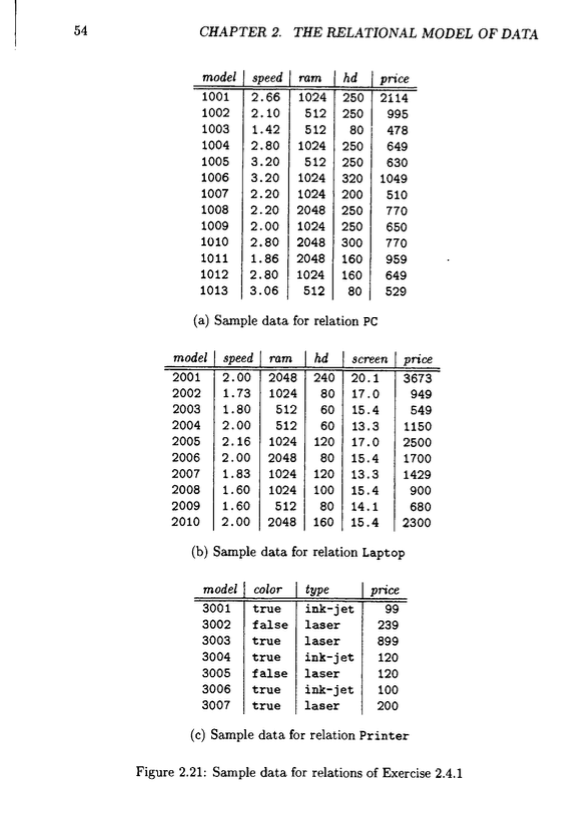 54 CHAPTER 2. THE RELATIONAL MODEL OF DATA
model speed ram hd price
1001 2.66 1024 250 2114
1002 2.10 512 250 995
1003 1.42 512 80 478
1004 2.80 1024 250 649
1005 3.20 512 250 630
1006 3.20 1024 320 1049
1007 2.20 1024 200 510
1008 2.20 2048 250 770
1009 2.00 1024 250 650
1010 2.80 2048 300 770
1011 1.86 2048 160 959
1012 2.80 1024 160 649
1013 3.06 512 80 529
(a) Sample data for relation PC
model speed ram hd screen price
2001 2.00 2048 240 20.1 3673
2002 1.73 1024 80 17.0 949
2003 1.80 512 60 15.4 549
2004 2.00 512 60 13.3 1150
2005 2.16 1024 120 17.0 2500
2006 2.00 2048 80 15.4 1700
2007 1.83 1024 120 13.3 1429
2008 1.60 1024 100 15.4 900
2009 1.60 512 80 14.1 680
2010 2.00 2048 160 15.4 2300
(b) Sample data for relation Laptop
model color type price
3001 true ink-jet 99
3002 false laser 239
3003 true laser 899
3004 true ink-jet 120
3005 false laser 120
3006 true ink-jet 100
3007 true laser 200
(c) Sample data for relation Printer
Figure 2.21: Sample data for relations of Exercise 2.4.1